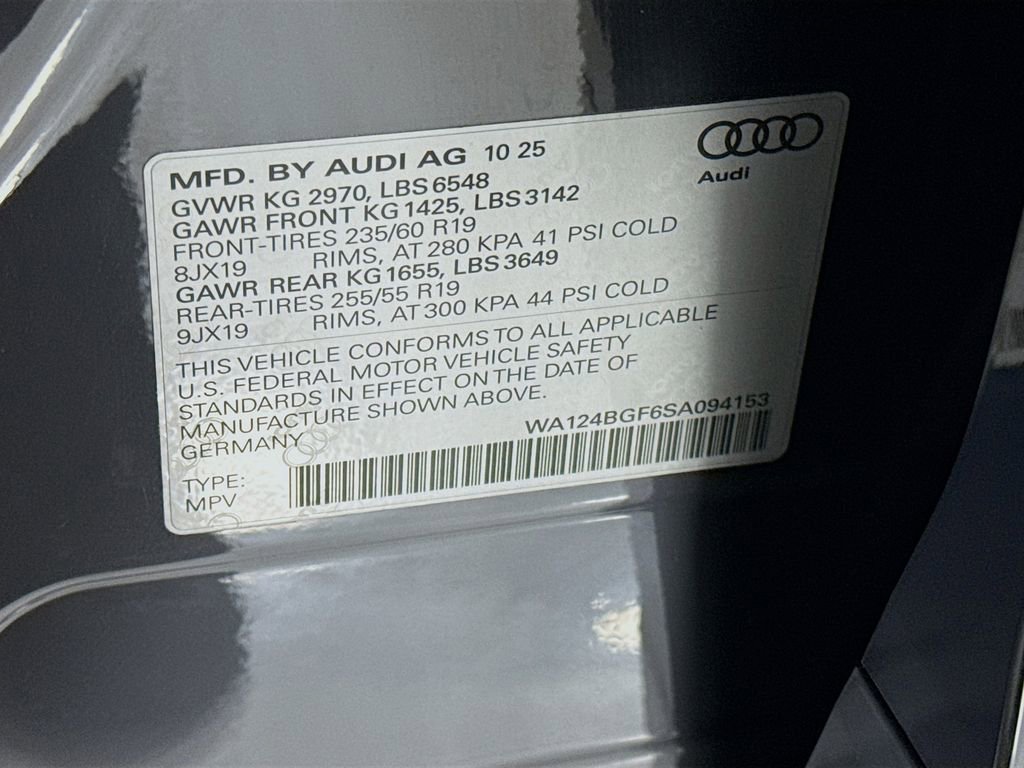 MFD. BY AUDI AG 10 25
Audi
GVWR KG 2970, LBS 6548
GAWR FRONT KG 1425, LBS 3142
FRONT-TIRES 235/60 R19
8JX19 RIMS, AT 280 KPA 41 PSI COLD
GAWR REAR KG 1655, LBS 3649
REAR-TIRES 255/55 R19
9JX19 RIMS, AT 300 KPA 44 PSI COLD
THIS VEHICLE CONFORMS TO ALL APPLICABLE
U.S. FEDERAL MOTOR VEHICLE SAFETY
STANDARDS IN EFFECT ON THE DATE OF
MANUFACTURE SHOWN ABOVE.
GERMANY
WA124BGF6SA094153
TYPE:
MPV